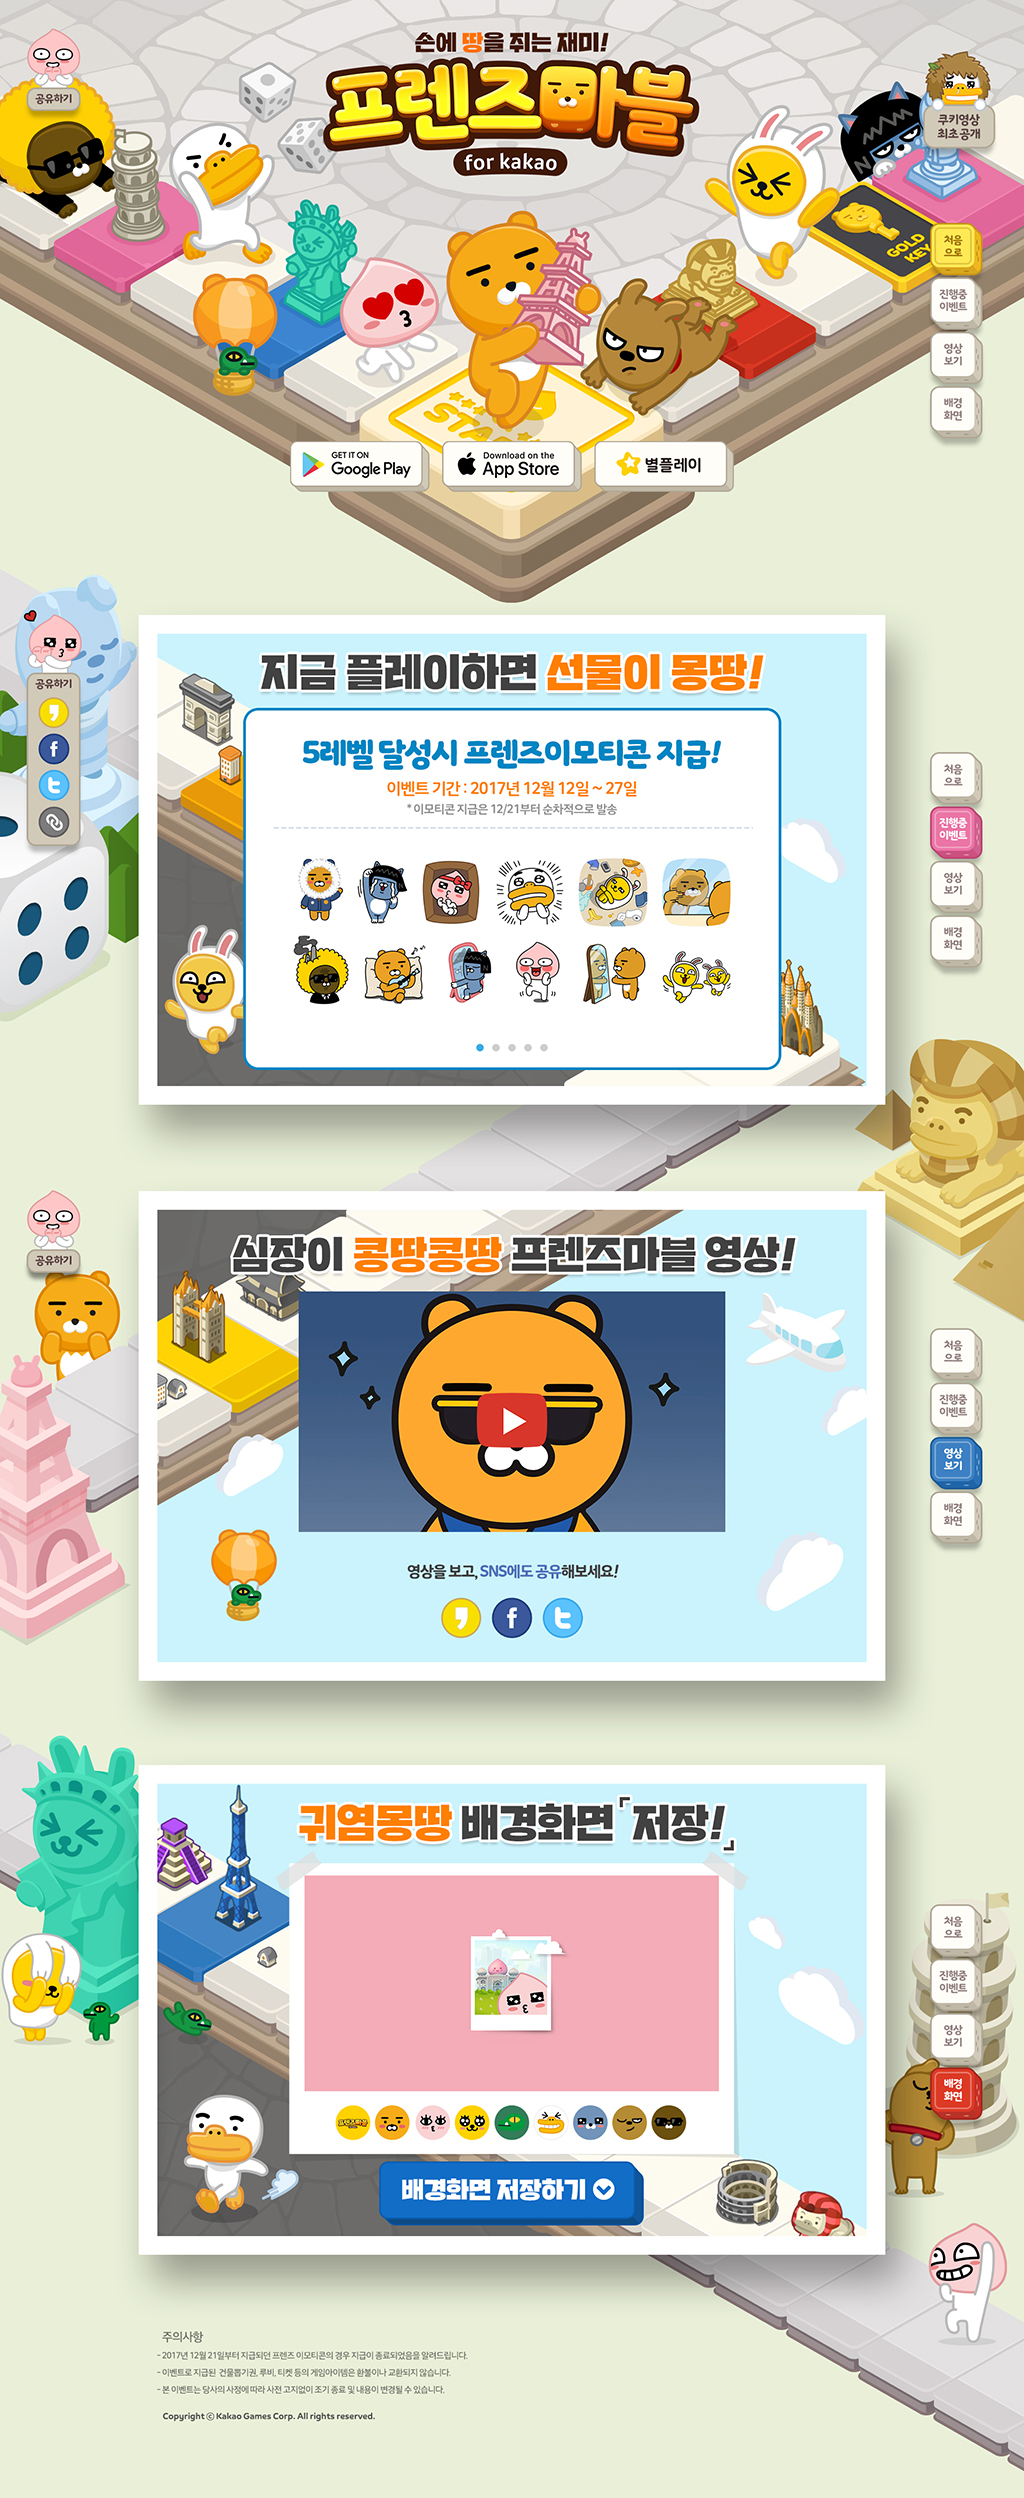 손에 땅을 쥐는 재미!
프렌즈마블
for kakao
공유하기
쿠키영상
최초공개
GOLD
KEY
처음
으로
진행중
이벤트
영상
보기
배경
화면
START
GET IT ON
Google Play
Download on the
App Store
별플레이
지금 플레이하면 선물이 몽땅!
공유하기
5레벨 달성시 프렌즈이모티콘 지급!
이벤트 기간 : 2017년 12월 12일 ~ 27일
* 이모티콘 지급은 12/21부터 순차적으로 발송
처음
으로
진행중
이벤트
영상
보기
배경
화면
심장이 콩땅콩땅 프렌즈마블 영상!
공유하기
처음
으로
진행중
이벤트
영상
보기
배경
화면
영상을 보고, SNS에도 공유해보세요!
귀염몽땅 배경화면 「저장!」
처음
으로
진행중
이벤트
영상
보기
배경
화면
프렌즈마블
배경화면 저장하기
주의사항
- 2017년 12월 21일부터 지급되던 프렌즈 이모티콘의 경우 지급이 종료되었음을 알려드립니다.
- 이벤트로 지급된 건물뽑기권, 루비, 티켓 등의 게임아이템은 환불이나 교환되지 않습니다.
- 본 이벤트는 당사의 사정에 따라 사전 고지없이 조기 종료 및 내용이 변경될 수 있습니다.
Copyright ⓒ Kakao Games Corp. All rights reserved.